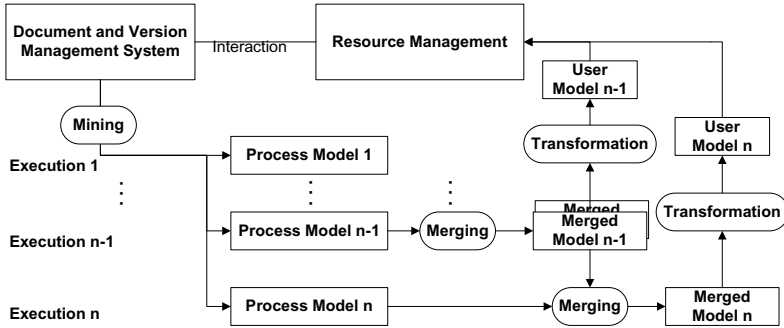 Document and Version
Management System
Interaction
Resource Management
User
Model n-1
Mining
Transformation
User
Model n
Execution 1
Process Model 1
Merged
Transformation
Execution n-1
Process Model n-1
Merging
Merged
Model n-1
Execution n
Process Model n
Merging
Merged
Model n